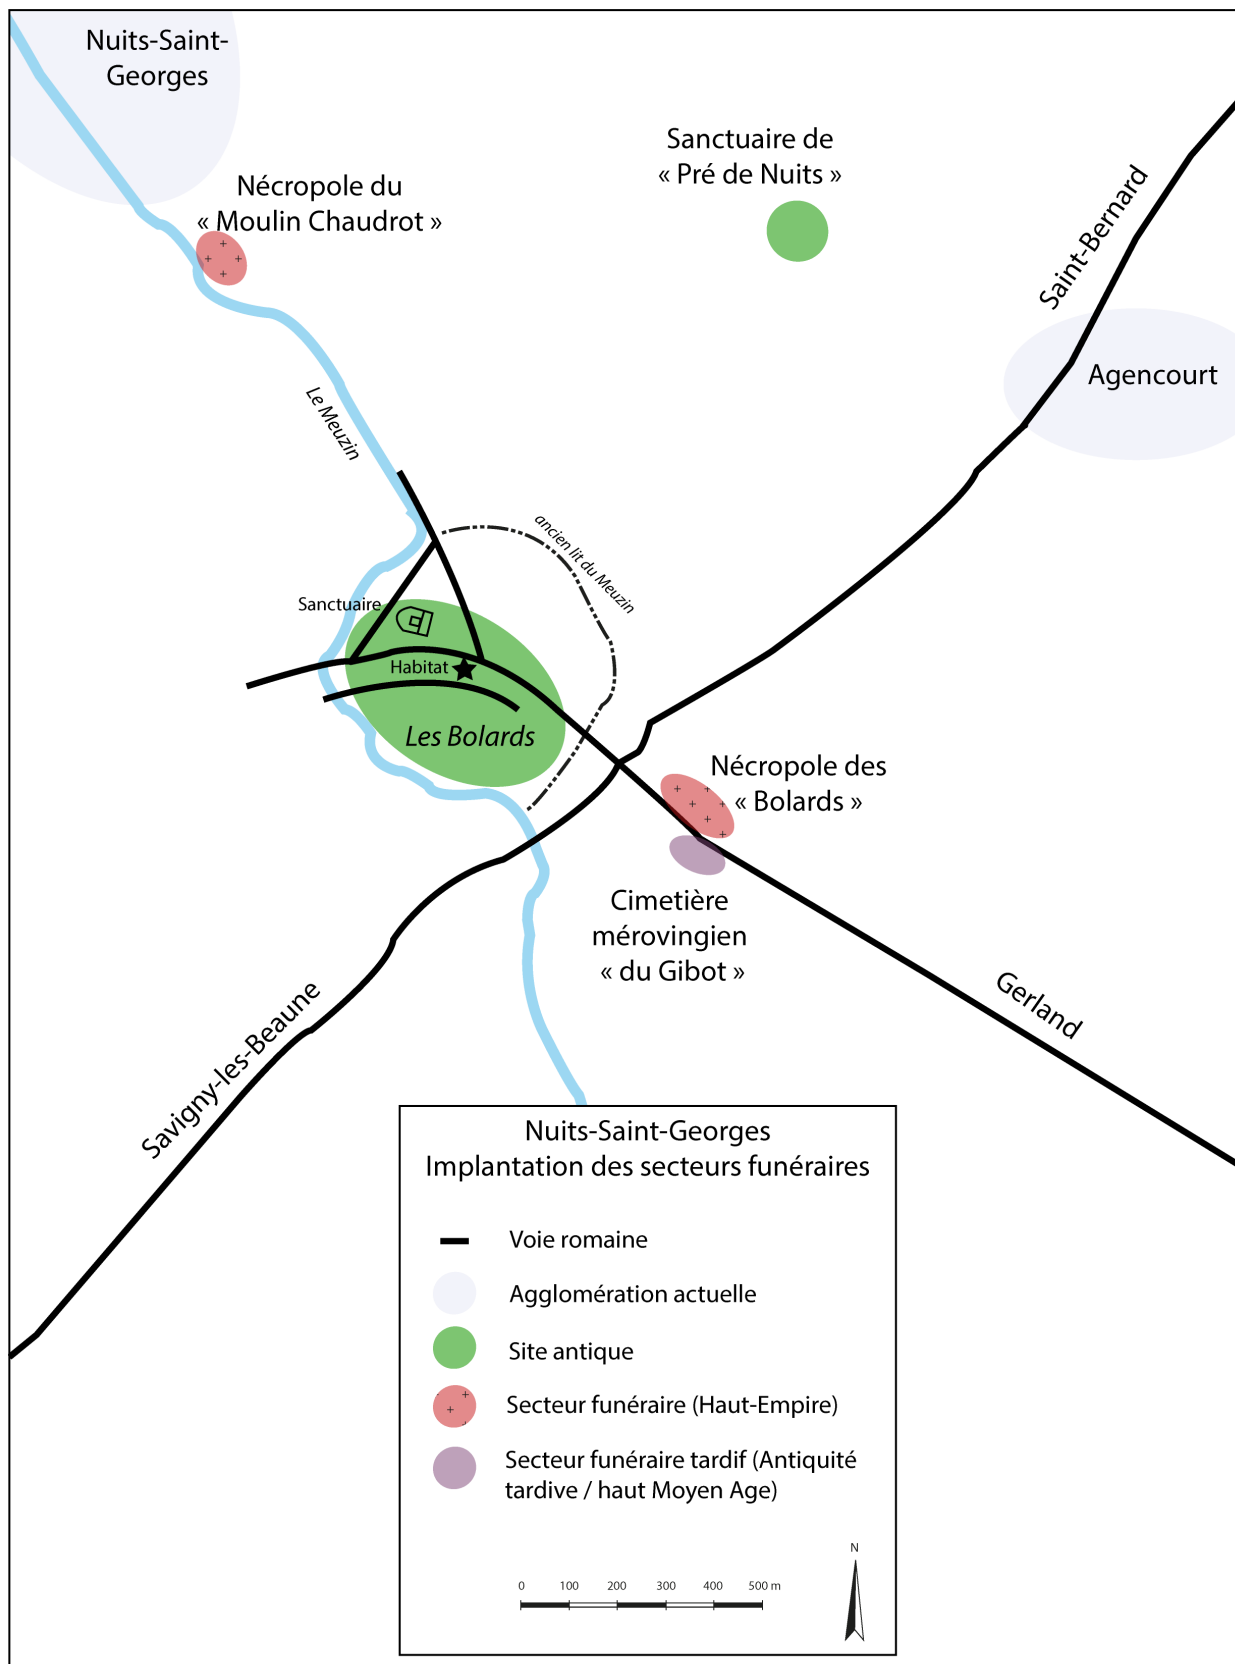 Nuits-Saint-
Georges
Sanctuaire de
« Pré de Nuits »
Nécropole du
« Moulin Chaudrot »
Saint-Bernard
Agencourt
Le Meuzin
ancien lit du Meuzin
Sanctuaire
Habitat
Les Bolards
Nécropole des
« Bolards »
Cimetière
mérovingien
« du Gibot »
Gerland
Savigny-les-Beaune
Nuits-Saint-Georges
Implantation des secteurs funéraires
Voie romaine
Agglomération actuelle
Site antique
Secteur funéraire (Haut-Empire)
Secteur funéraire tardif (Antiquité
tardive / haut Moyen Age)
N
0 100 200 300 400 500 m